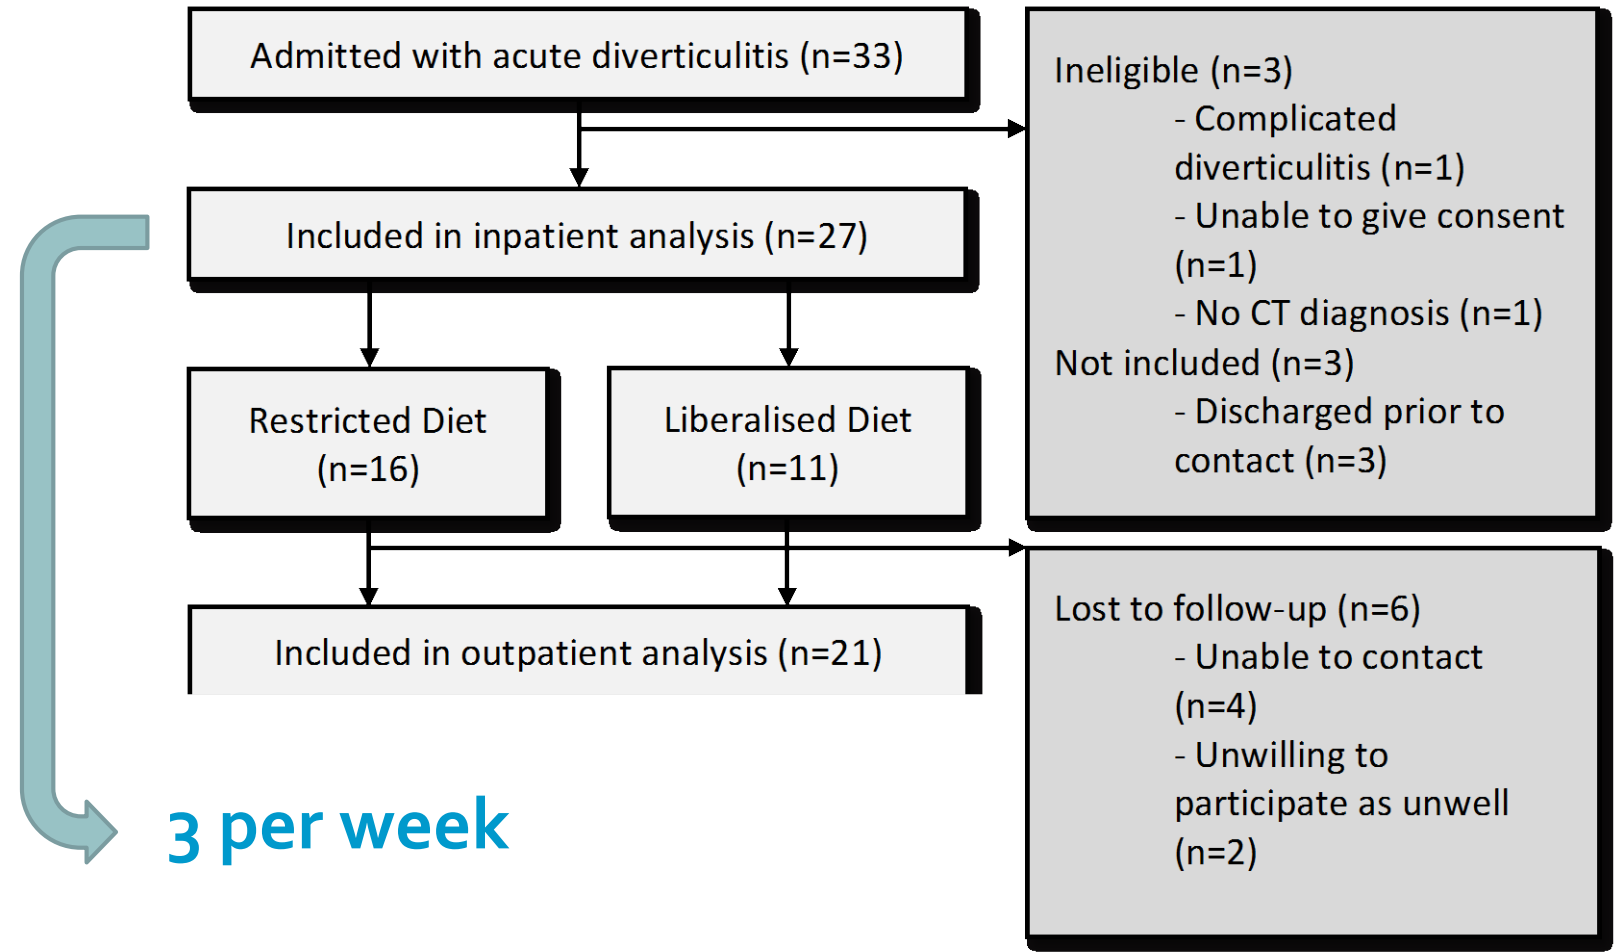 Admitted with acute diverticulitis (n=33)
Ineligible (n=3)
- Complicated
diverticulitis (n=1)
- Unable to give consent
(n=1)
- No CT diagnosis (n=1)
Not included (n=3)
- Discharged prior to
contact (n=3)
Included in inpatient analysis (n=27)
Restricted Diet
(n=16)
Liberalised Diet
(n=11)
Lost to follow-up (n=6)
- Unable to contact
(n=4)
- Unwilling to
participate as unwell
(n=2)
Included in outpatient analysis (n=21)
3 per week